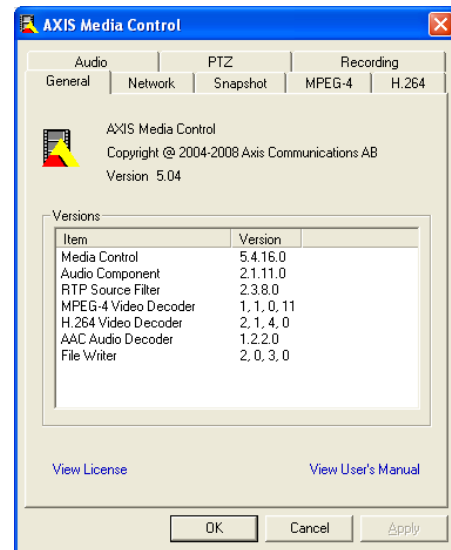 AXIS Media Control
Audio PTZ Recording
General Network Snapshot MPEG-4 H.264
AXIS Media Control
Copyright @ 2004-2008 Axis Communications AB
Version 5.04
Versions
Item Version
Media Control 5.4.16.0
Audio Component 2.1.11.0
RTP Source Filter 2.3.8.0
MPEG-4 Video Decoder 1, 1, 0, 11
H.264 Video Decoder 2, 1, 4, 0
AAC Audio Decoder 1.2.2.0
File Writer 2, 0, 3, 0
View License View User's Manual
OK Cancel Apply